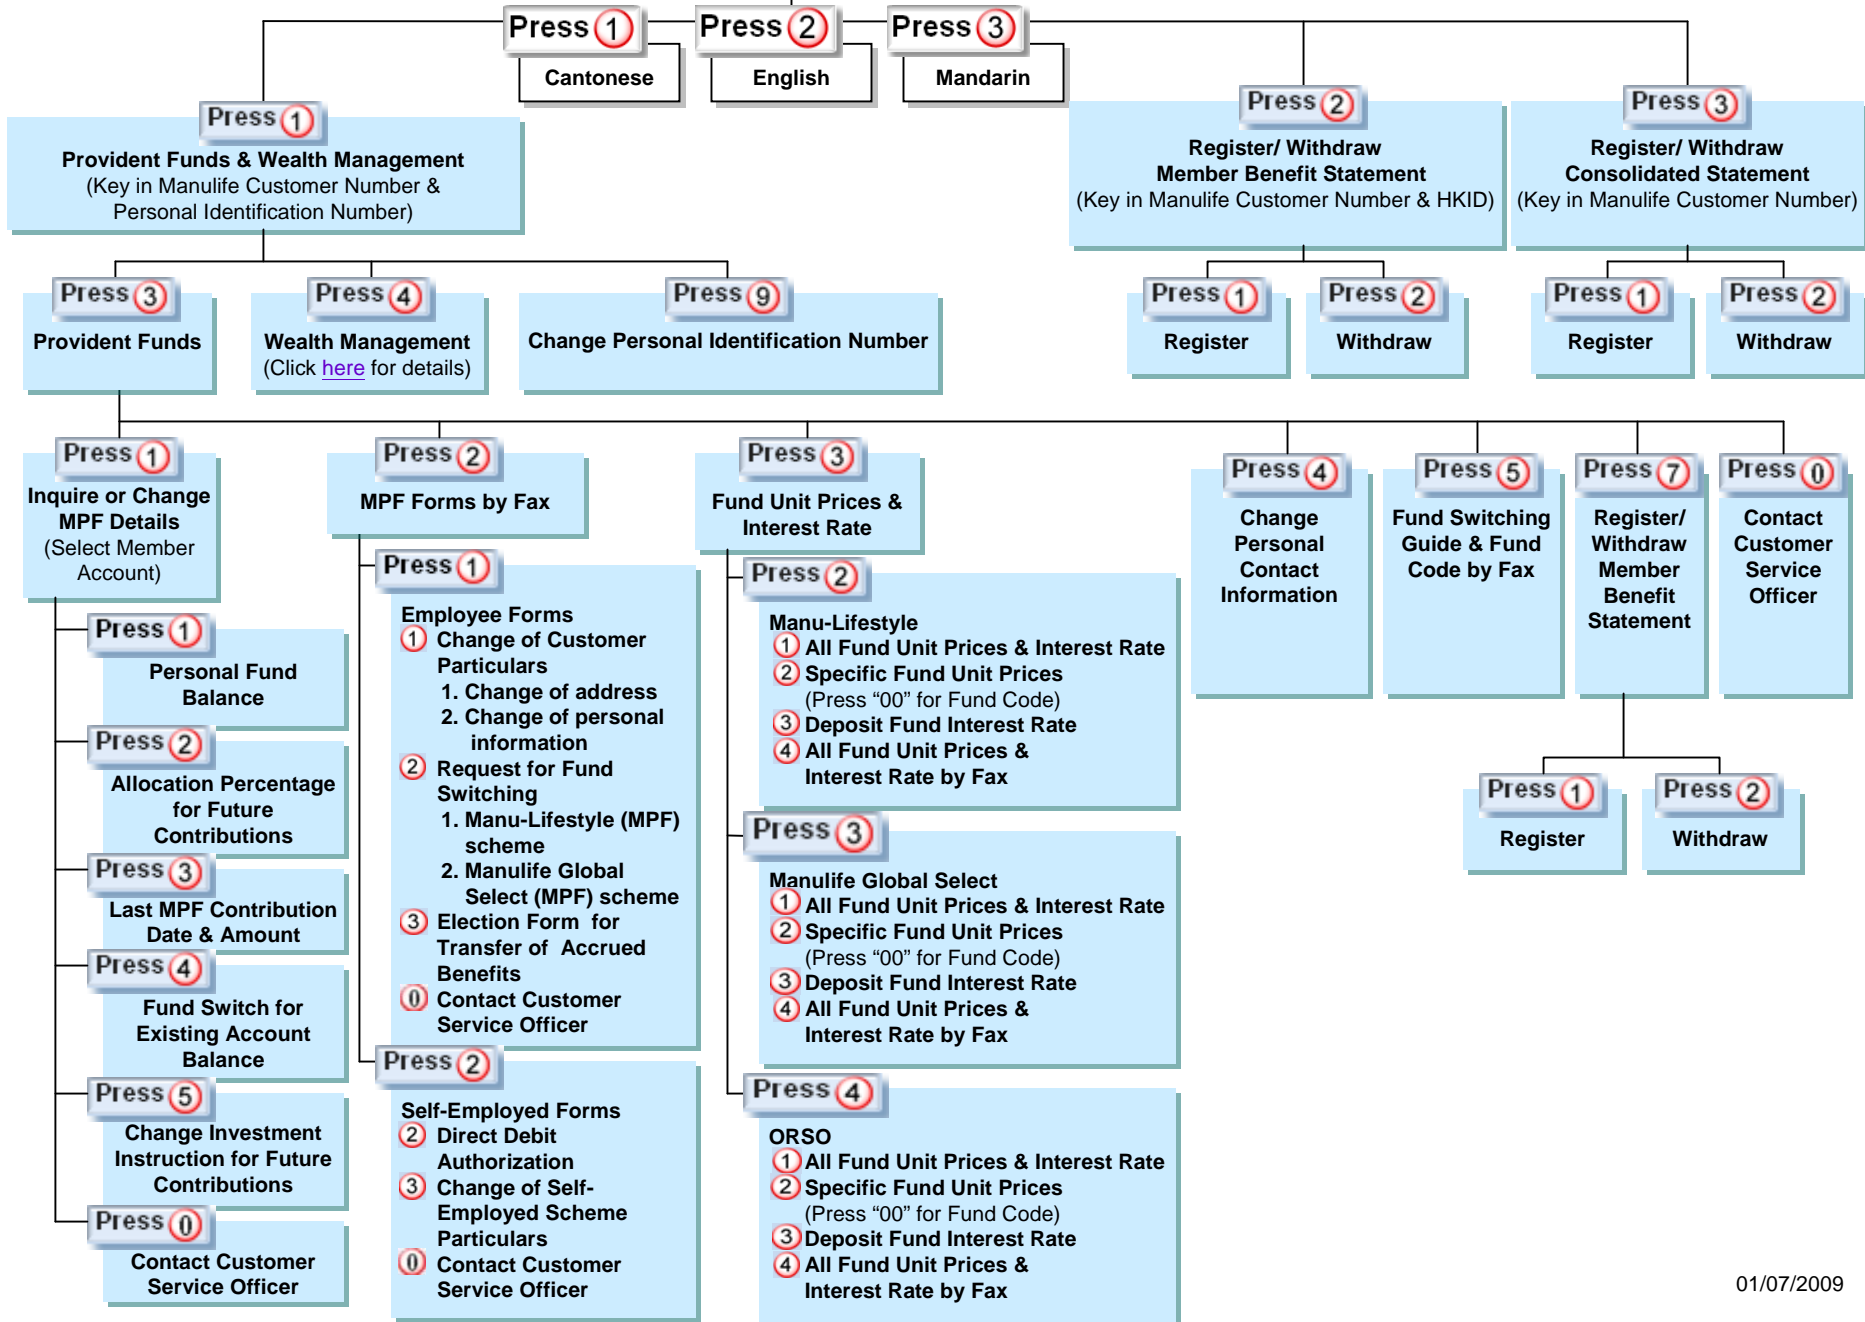 Press 1
Cantonese
Press 2
English
Press 3
Mandarin
Press 1
Provident Funds & Wealth Management
(Key in Manulife Customer Number &
Personal Identification Number)
Press 2
Register/ Withdraw
Member Benefit Statement
(Key in Manulife Customer Number & HKID)
Press 3
Register/ Withdraw
Consolidated Statement
(Key in Manulife Customer Number)
Press 3
Provident Funds
Press 4
Wealth Management
(Click here for details)
Press 9
Change Personal Identification Number
Press 1
Register
Press 2
Withdraw
Press 1
Register
Press 2
Withdraw
Press 1
Inquire or Change
MPF Details
(Select Member
Account)
Press 1
Personal Fund
Balance
Press 2
Allocation Percentage
for Future
Contributions
Press 3
Last MPF Contribution
Date & Amount
Press 4
Fund Switch for
Existing Account
Balance
Press 5
Change Investment
Instruction for Future
Contributions
Press 0
Contact Customer
Service Officer
Press 2
MPF Forms by Fax
Press 1
Employee Forms
1 Change of Customer
Particulars
1. Change of address
2. Change of personal
information
2 Request for Fund
Switching
1. Manu-Lifestyle (MPF)
scheme
2. Manulife Global
Select (MPF) scheme
3 Election Form for
Transfer of Accrued
Benefits
0 Contact Customer
Service Officer
Press 2
Self-Employed Forms
2 Direct Debit
Authorization
3 Change of Self-
Employed Scheme
Particulars
0 Contact Customer
Service Officer
Press 3
Fund Unit Prices &
Interest Rate
Press 2
Manu-Lifestyle
1 All Fund Unit Prices & Interest Rate
2 Specific Fund Unit Prices
(Press “00” for Fund Code)
3 Deposit Fund Interest Rate
4 All Fund Unit Prices &
Interest Rate by Fax
Press 3
Manulife Global Select
1 All Fund Unit Prices & Interest Rate
2 Specific Fund Unit Prices
(Press “00” for Fund Code)
3 Deposit Fund Interest Rate
4 All Fund Unit Prices &
Interest Rate by Fax
Press 4
ORSO
1 All Fund Unit Prices & Interest Rate
2 Specific Fund Unit Prices
(Press “00” for Fund Code)
3 Deposit Fund Interest Rate
4 All Fund Unit Prices &
Interest Rate by Fax
Press 4
Change
Personal
Contact
Information
Press 5
Fund Switching
Guide & Fund
Code by Fax
Press 7
Register/
Withdraw
Member
Benefit
Statement
Press 0
Contact
Customer
Service
Officer
Press 1
Register
Press 2
Withdraw
01/07/2009